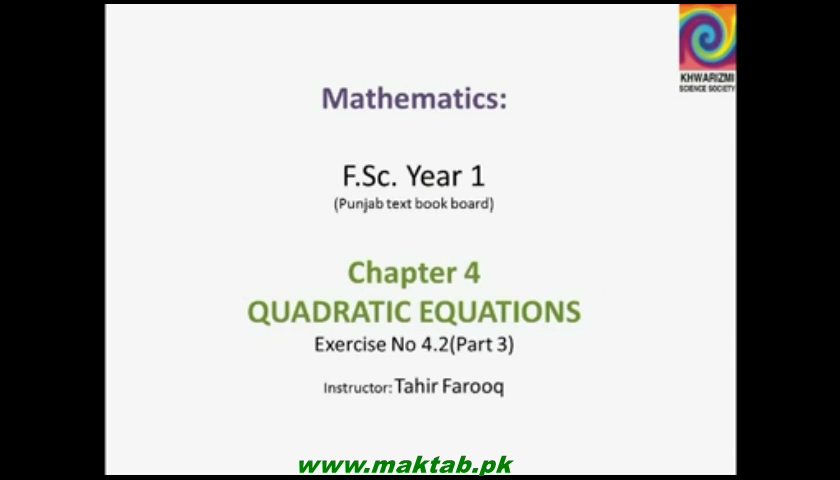 KHWARIZMI
SCIENCE SOCIETY
Mathematics:
F.Sc. Year 1
(Punjab text book board)
Chapter 4
QUADRATIC EQUATIONS
Exercise No 4.2(Part 3)
Instructor: Tahir Farooq
www.maktab.pk